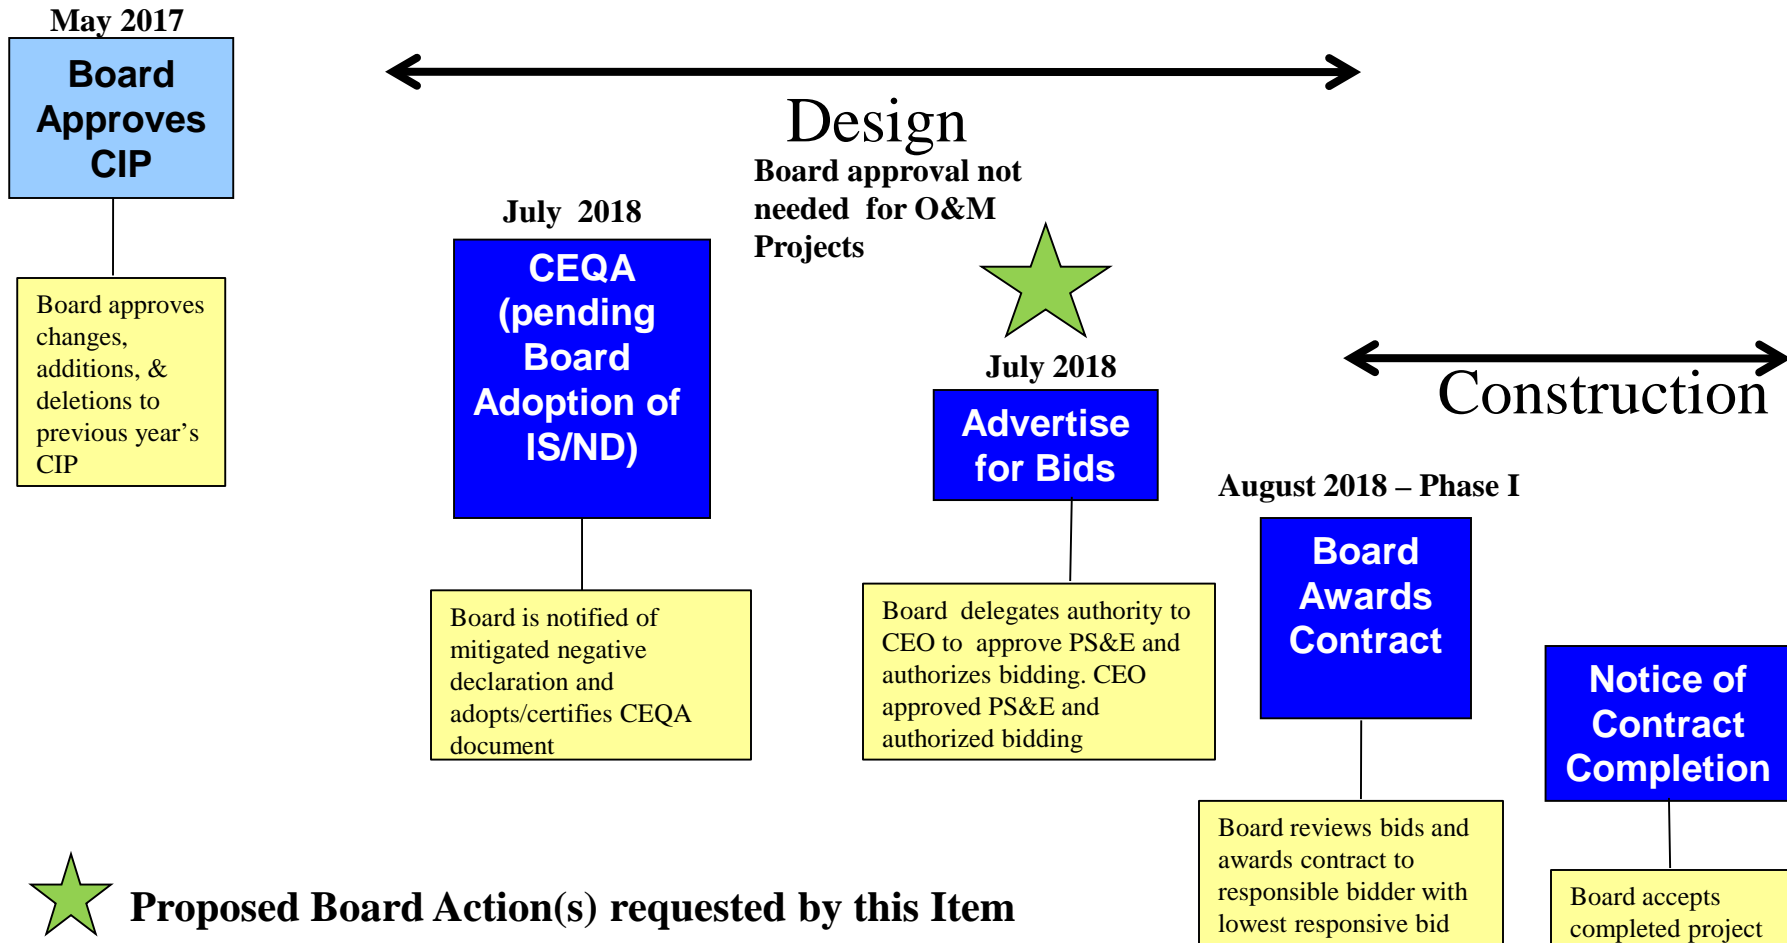 May 2017
Board
Approves
CIP
Board approves
changes,
additions, &
deletions to
previous year's
CIP
Design
Board approval not
needed for O&M
Projects
July 2018
CEQA
(pending
Board
Adoption of
IS/ND)
Board is notified of
mitigated negative
declaration and
adopts/certifies CEQA
document
July 2018
Advertise
for Bids
Board delegates authority to
CEO to approve PS&E and
authorizes bidding. CEO
approved PS&E and
authorized bidding
Construction
August 2018 – Phase I
Board
Awards
Contract
Board reviews bids and
awards contract to
responsible bidder with
lowest responsive bid
Notice of
Contract
Completion
Board accepts
completed project
Proposed Board Action(s) requested by this Item